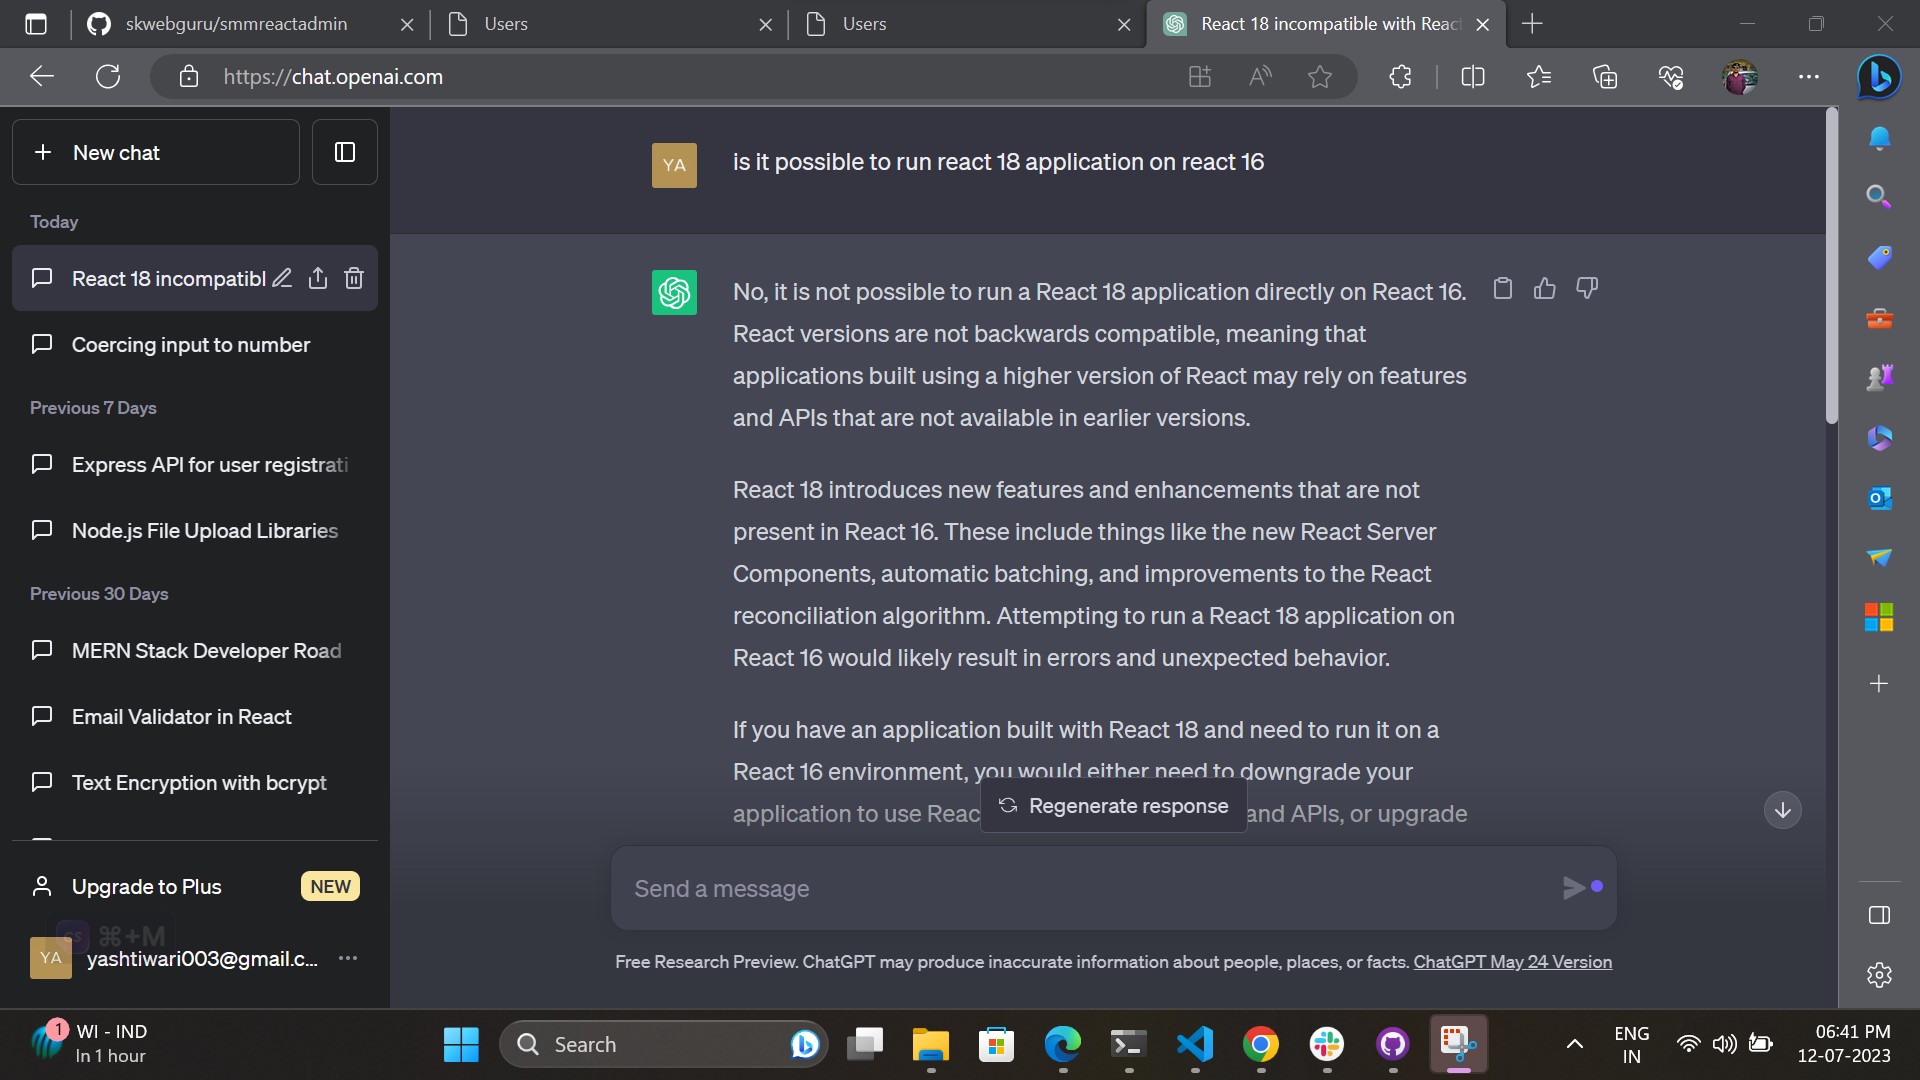 skwebguru/smmreactadmin
Users
Users
React 18 incompatible with Reac
https://chat.openai.com
New chat
Today
React 18 incompatibl
Coercing input to number
Previous 7 Days
Express API for user registrati
Node.js File Upload Libraries
Previous 30 Days
MERN Stack Developer Road
Email Validator in React
Text Encryption with bcrypt
Upgrade to Plus
NEW
CS ⌘+M
YA
yashtiwari003@gmail.c...
YA
is it possible to run react 18 application on react 16
No, it is not possible to run a React 18 application directly on React 16.
React versions are not backwards compatible, meaning that
applications built using a higher version of React may rely on features
and APIs that are not available in earlier versions.
React 18 introduces new features and enhancements that are not
present in React 16. These include things like the new React Server
Components, automatic batching, and improvements to the React
reconciliation algorithm. Attempting to run a React 18 application on
React 16 would likely result in errors and unexpected behavior.
If you have an application built with React 18 and need to run it on a
React 16 environment, you would either need to downgrade your
application to use Reac and APIs, or upgrade
Regenerate response
Send a message
Free Research Preview. ChatGPT may produce inaccurate information about people, places, or facts. ChatGPT May 24 Version
1
WI - IND
In 1 hour
Search
ENG
IN
06:41 PM
12-07-2023